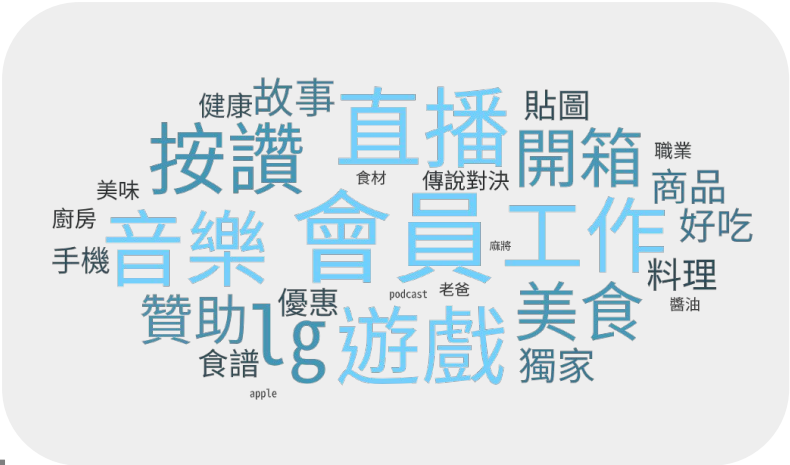 故事
直播
健康
貼圖
按讚
開箱
職業
食材
傳說對決
商品
美味
廚房
音樂
會員
工作
好吃
麻將
手機
料理
贊助
lg
優惠
podcast
老爸
遊戲
美食
醬油
食譜
獨家
apple